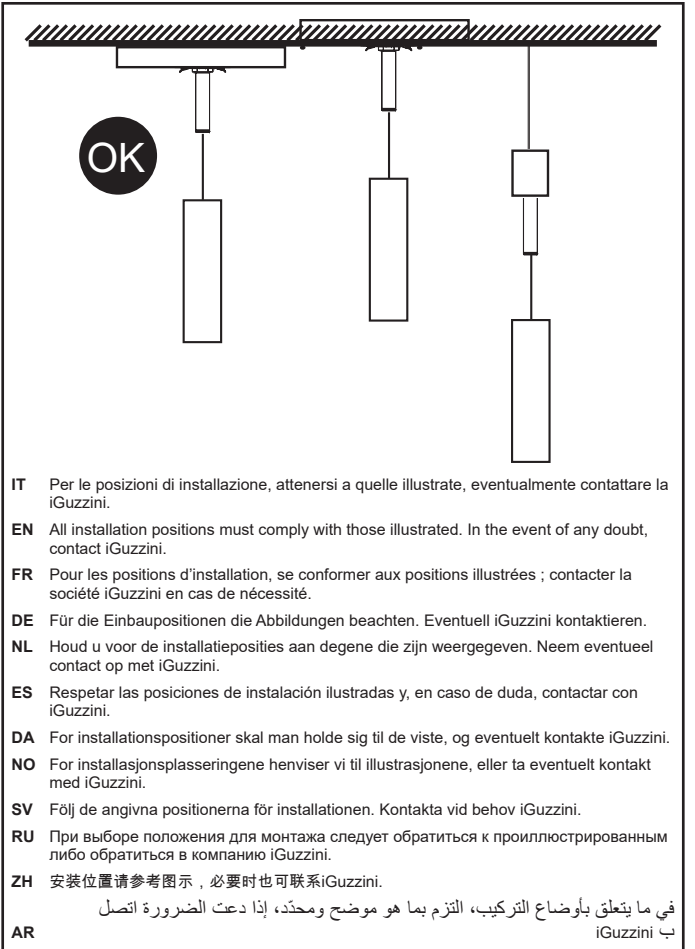 OK
IT Per le posizioni di installazione, attenersi a quelle illustrate, eventualmente contattare la
iGuzzini.
EN All installation positions must comply with those illustrated. In the event of any doubt,
contact iGuzzini.
FR Pour les positions d'installation, se conformer aux positions illustrées ; contacter la
société iGuzzini en cas de nécessité.
DE Für die Einbaupositionen die Abbildungen beachten. Eventuell iGuzzini kontaktieren.
NL Houd u voor de installatieposities aan degene die zijn weergegeven. Neem eventueel
contact op met iGuzzini.
ES Respetar las posiciones de instalación ilustradas y, en caso de duda, contactar con
iGuzzini.
DA For installationspositioner skal man holde sig til de viste, og eventuelt kontakte iGuzzini.
NO For installasjonsplasseringene henviser vi til illustrasjonene, eller ta eventuelt kontakt
med iGuzzini.
SV Följ de angivna positionerna för installationen. Kontakta vid behov iGuzzini.
RU При выборе положения для монтажа следует обратиться к проиллюстрированным
либо обратиться в компанию iGuzzini.
ZH 安装位置请参考图示，必要时也可联系iGuzzini.
في ما يتعلق بأوضاع التركيب، التزم بما هو موضح ومحدّد، إذا دعت الضرورة اتصل
AR ب iGuzzini